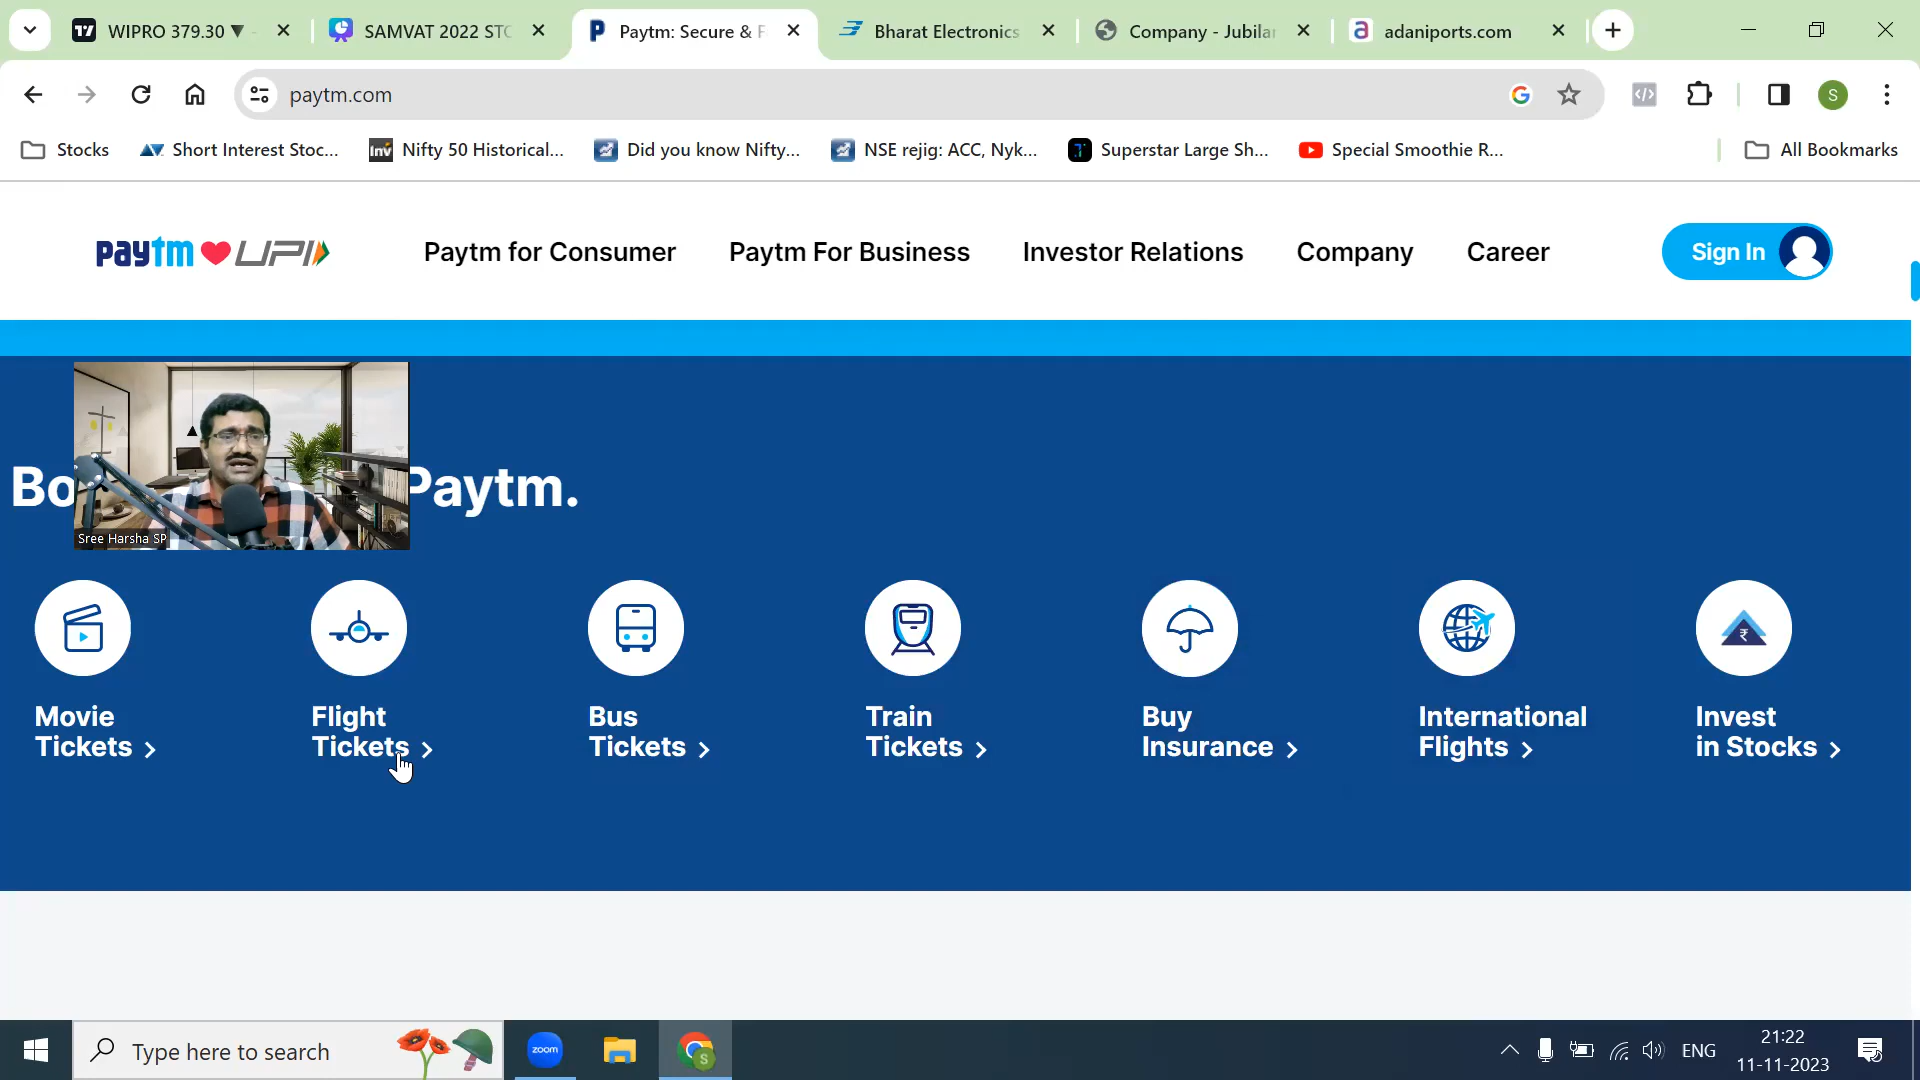 WIPRO 379.30 ▼
SAMVAT 2022 STO
Paytm: Secure & F
Bharat Electronics
Company - Jubilar
adaniports.com
paytm.com
Stocks
Short Interest Stoc...
Inv
Nifty 50 Historical...
Did you know Nifty...
NSE rejig: ACC, Nyk...
Superstar Large Sh...
Special Smoothie R...
All Bookmarks
S
paytm UPI
Paytm for Consumer
Paytm For Business
Investor Relations
Company
Career
Sign In
Bo
Paytm.
Sree Harsha SP
Movie
Tickets >
Flight
Tickets >
Bus
Tickets >
Train
Tickets >
Buy
Insurance >
International
Flights >
Invest
in Stocks >
Type here to search
zoom
S
ENG
21:22
11-11-2023